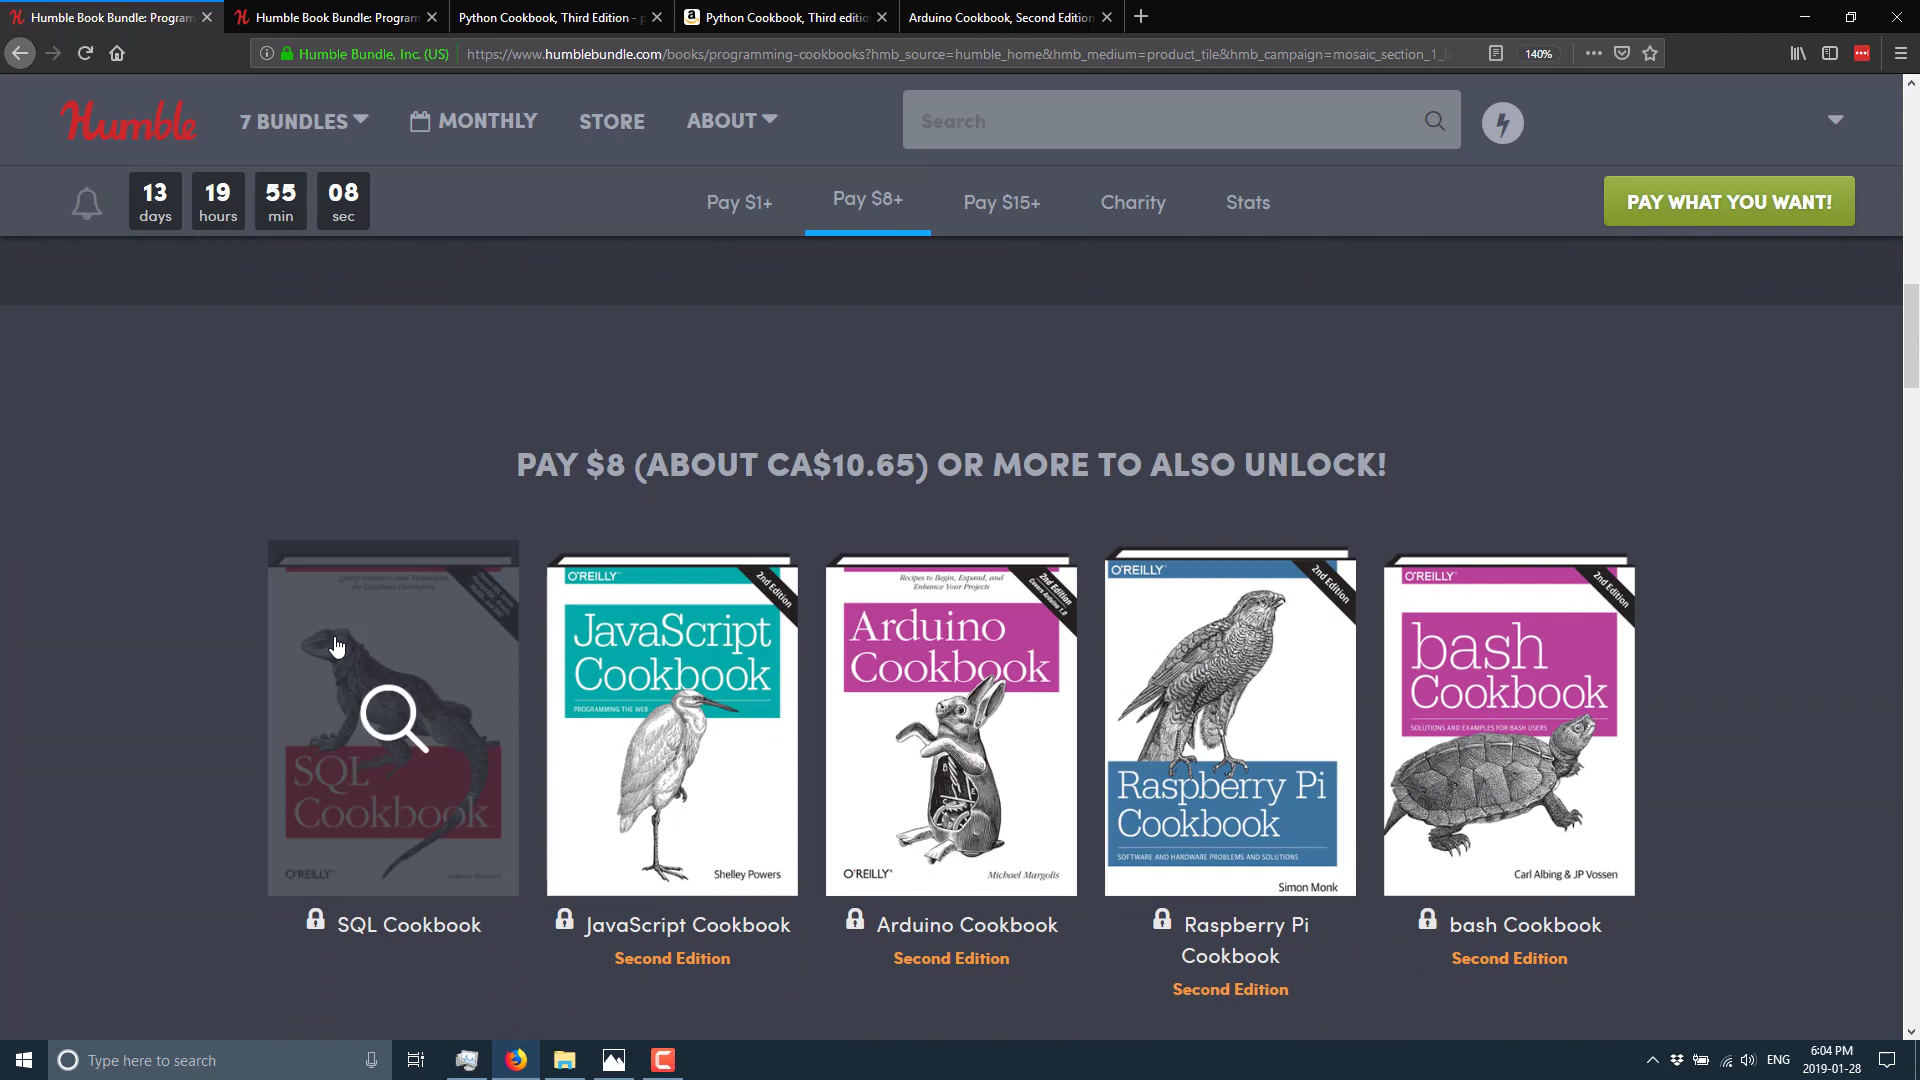 Humble Book Bundle: Program
Humble Book Bundle: Program
Python Cookbook, Third Edition -
Python Cookbook, Third editio
Arduino Cookbook, Second Edition
Humble Bundle, Inc. (US)
https://www.humblebundle.com/books/programming-cookbooks?hmb_source=humble_home&hmb_medium=product_tile&hmb_campaign=mosaic_section_1_l
140%
Humble
7 BUNDLES
MONTHLY
STORE
ABOUT
Search
13
days
19
hours
55
min
08
sec
Pay $1+
Pay $8+
Pay $15+
Charity
Stats
PAY WHAT YOU WANT!
PAY $8 (ABOUT CA$10.65) OR MORE TO ALSO UNLOCK!
SQL
Cookbook
O'REILLY
O'REILLY
2nd Edition
JavaScript
Cookbook
PROGRAMMING THE WEB
Shelley Powers
Recipes to Begin, Expand, and
Enhance Your Projects
2nd Edition
Covers Arduino 1.0
Arduino
Cookbook
O'REILLY
Michael Margolis
O'REILLY
2nd Edition
Raspberry Pi
Cookbook
SOFTWARE AND HARDWARE PROBLEMS AND SOLUTIONS
Simon Monk
O'REILLY
2nd Edition
bash
Cookbook
SOLUTIONS AND EXAMPLES FOR BASH USERS
Carl Albing & JP Vossen
SQL Cookbook
JavaScript Cookbook
Second Edition
Arduino Cookbook
Second Edition
Raspberry Pi
Cookbook
Second Edition
bash Cookbook
Second Edition
Type here to search
ENG
6:04 PM
2019-01-28